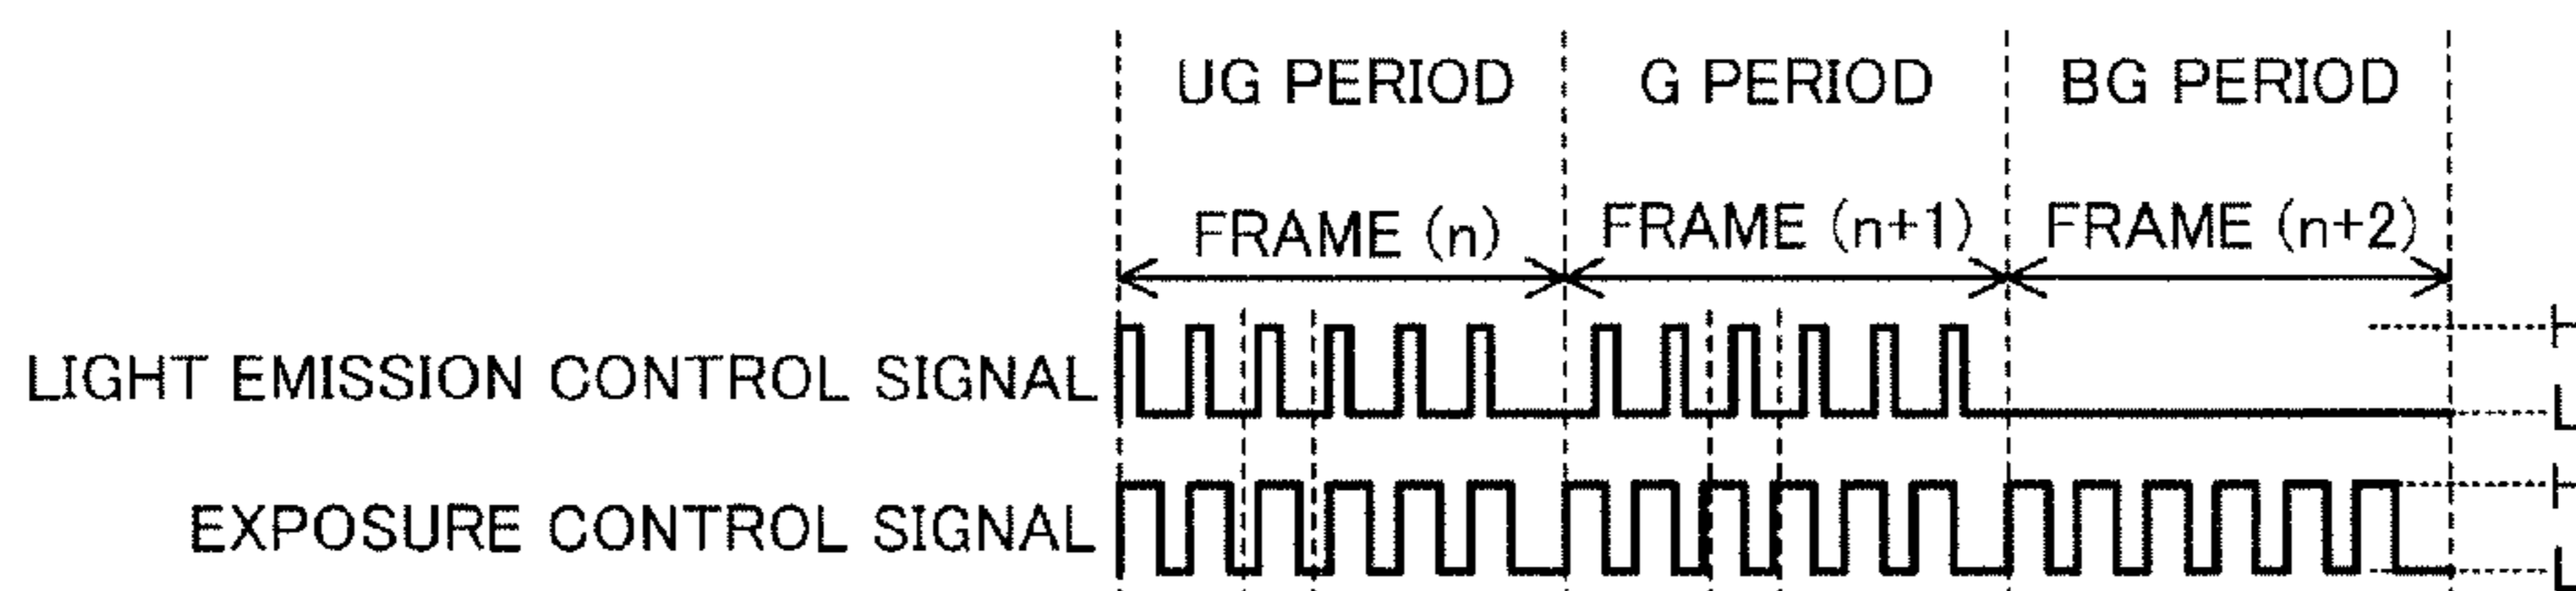 UG PERIOD G PERIOD BG PERIOD
FRAME (n) FRAME (n+1) FRAME (n+2)
LIGHT EMISSION CONTROL SIGNAL
L
EXPOSURE CONTROL SIGNAL
L